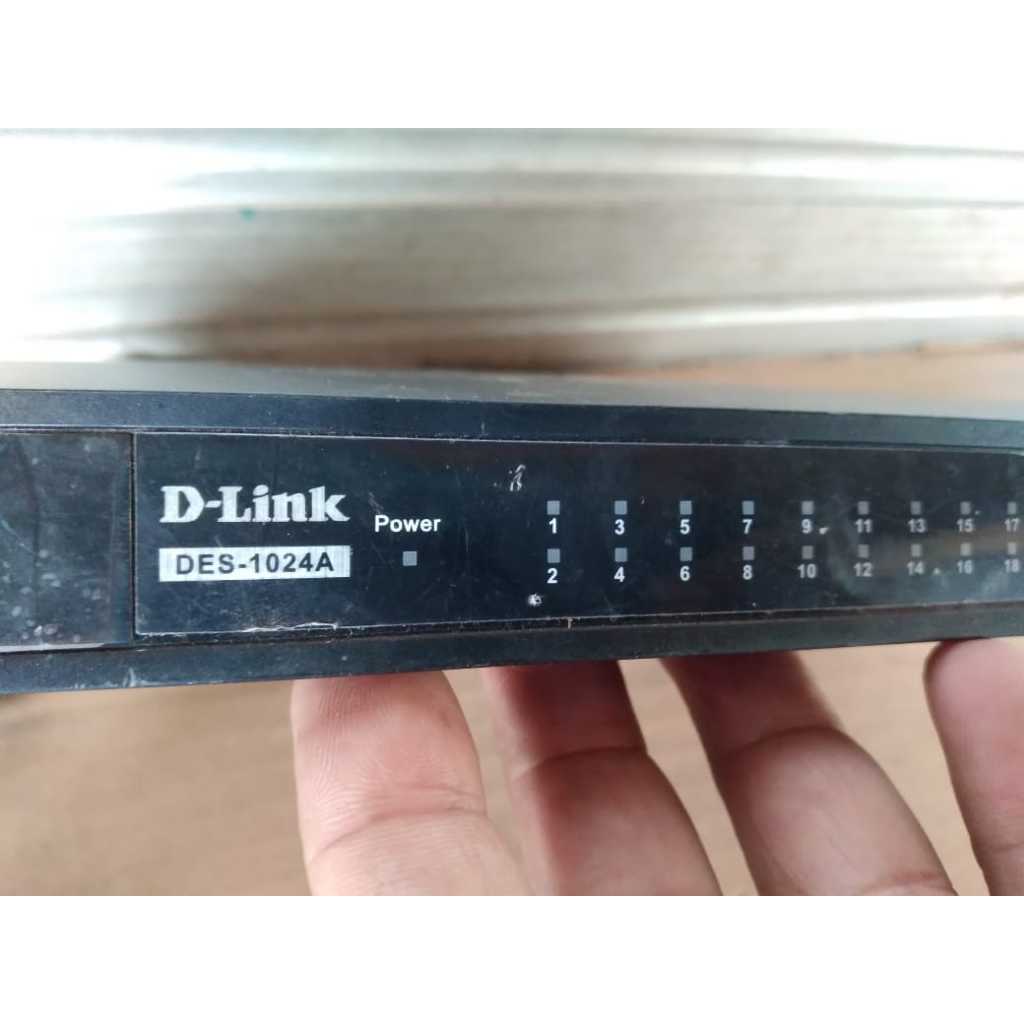 D-Link
DES-1024A
Power
1 3 5 7 9 11 13 15 17
2 4 6 8 10 12 14 16 18